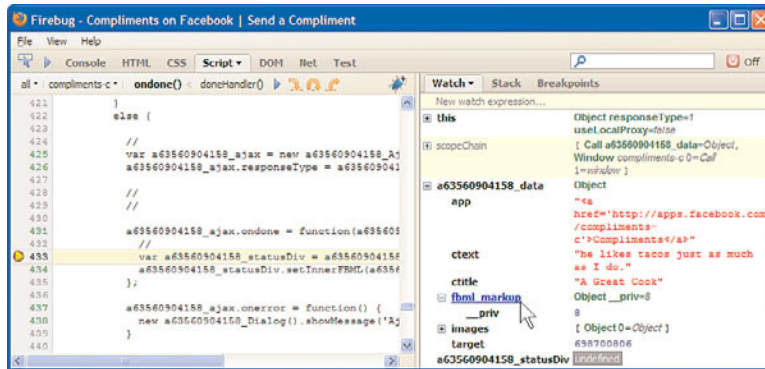 Firebug - Compliments on Facebook | Send a Compliment
File View Help
Console HTML CSS Script DOM Net Test Off
all compliments-c ondone() < doneHandler()
Watch Stack Breakpoints
New watch expression...
421 }
422 else {
423
424 //
425 var a63560904158_ajax = new a63560904158_Aj
426 a63560904158_ajax.responseType = a635609041
427
428 //
429 //
430
431 a63560904158_ajax.ondone = function(a635609
432 //
433 var a63560904158_statusDiv = a6356090415
434 a63560904158_statusDiv.setInnerFBML(a6356
435 };
436
437 a63560904158_ajax.onerror = function() {
438 new a63560904158_Dialog().showMessage('Aj
439 }
440
this Object responseType=1
useLocalProxy=false
scopeChain [ Call a63560904158_data=Object,
Window compliments-c 0=Call
1=window ]
a63560904158_data Object
app "<a
href='http://apps.facebook.com
/compliments-
c'>Compliments</a>"
ctext "he likes tacos just as much
as I do."
ctitle "A Great Cook"
fbml_markup Object __priv=8
__priv 8
images [ Object 0=Object ]
target 698700806
a63560904158_statusDiv undefined